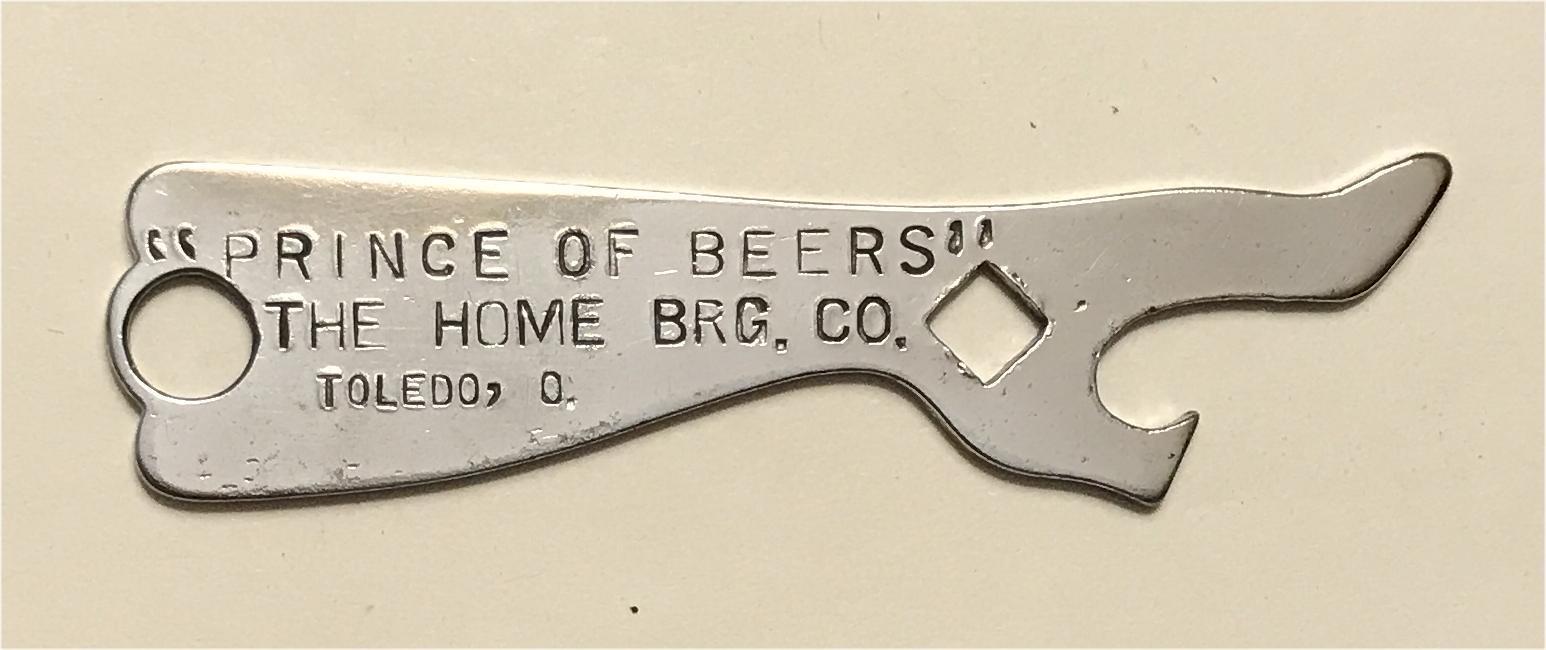 “PRINCE OF BEERS”
THE HOME BRG. CO.
TOLEDO, O.